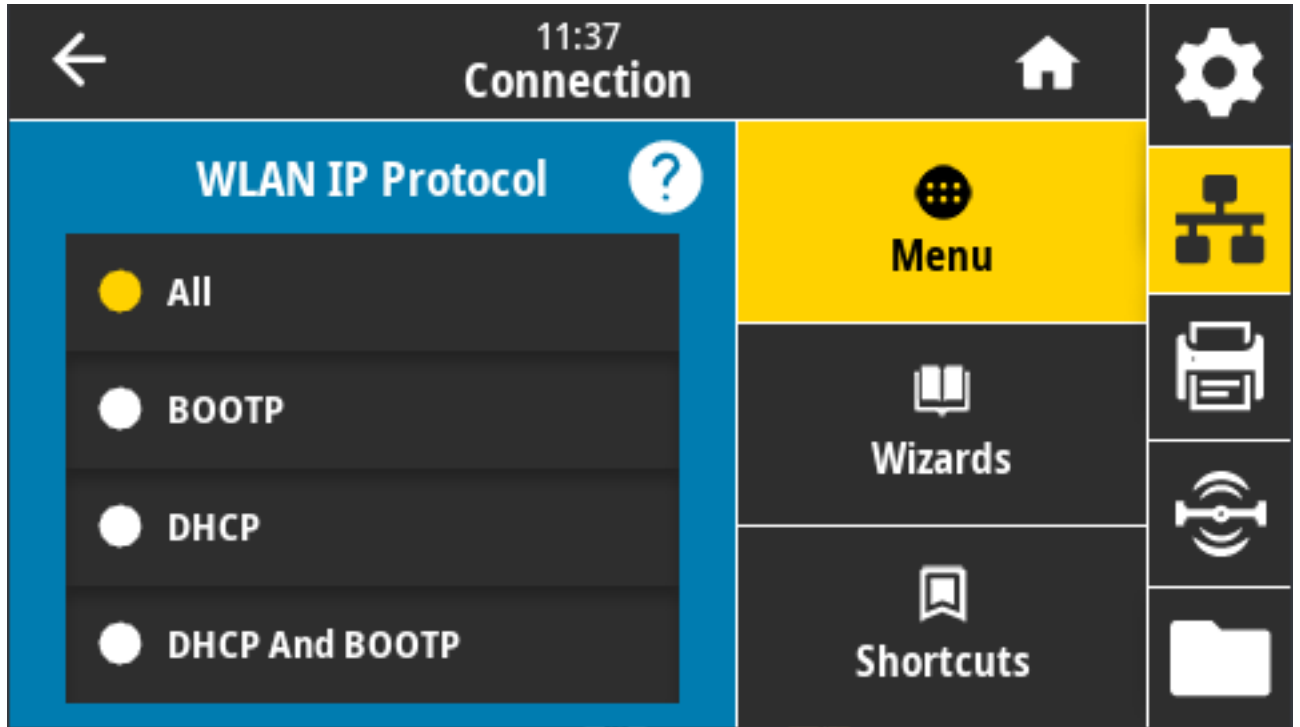 11:37
Connection
WLAN IP Protocol
?
All
BOOTP
DHCP
DHCP And BOOTP
Menu
Wizards
Shortcuts